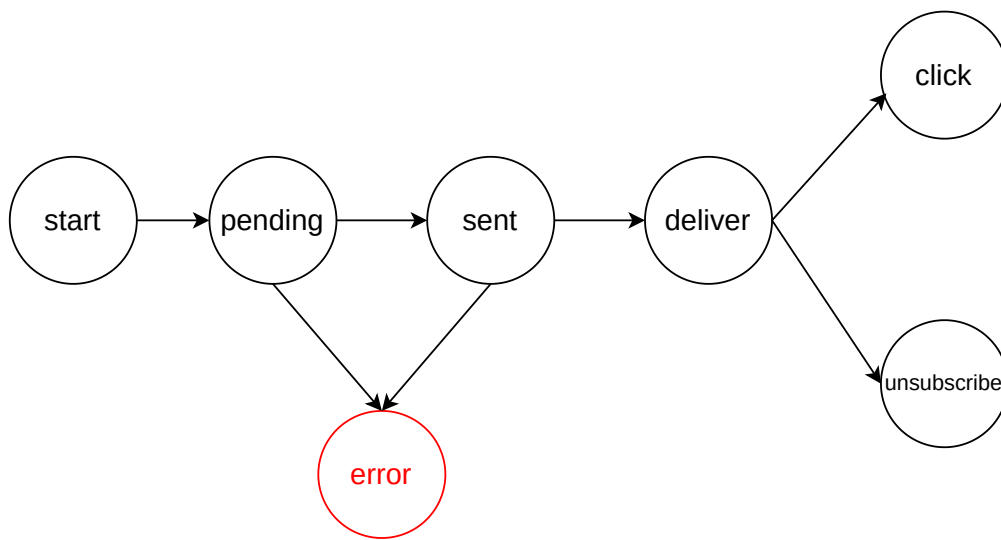 click
start
pending
sent
deliver
unsubscribe
error